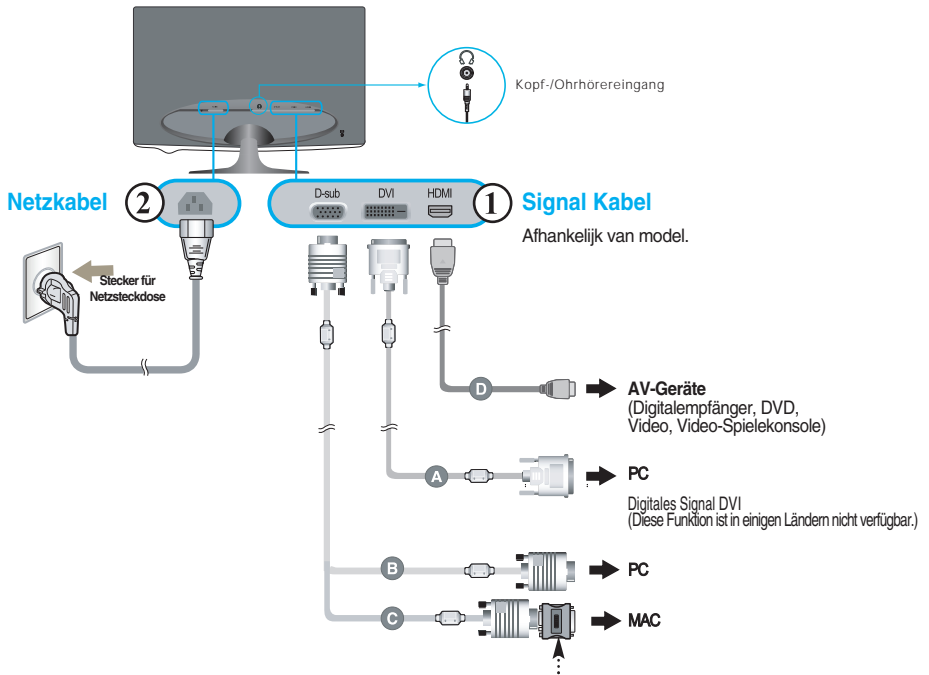 Kopf-/Ohrhörereingang
Netzkabel
2
D-sub
DVI
HDMI
1
Signal Kabel
Afhankelijk van model.
Stecker für
Netzsteckdose
D
AV-Geräte
(Digitalempfänger, DVD,
Video, Video-Spielekonsole)
A
PC
Digitales Signal DVI
(Diese Funktion ist in einigen Ländern nicht verfügbar.)
B
PC
C
MAC